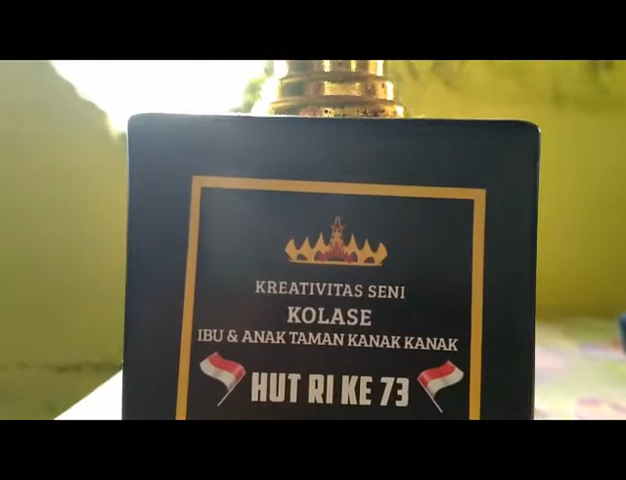 KREATIVITAS SENI
KOLASE
IBU & ANAK TAMAN KANAK KANAK
HUT RI KE 73